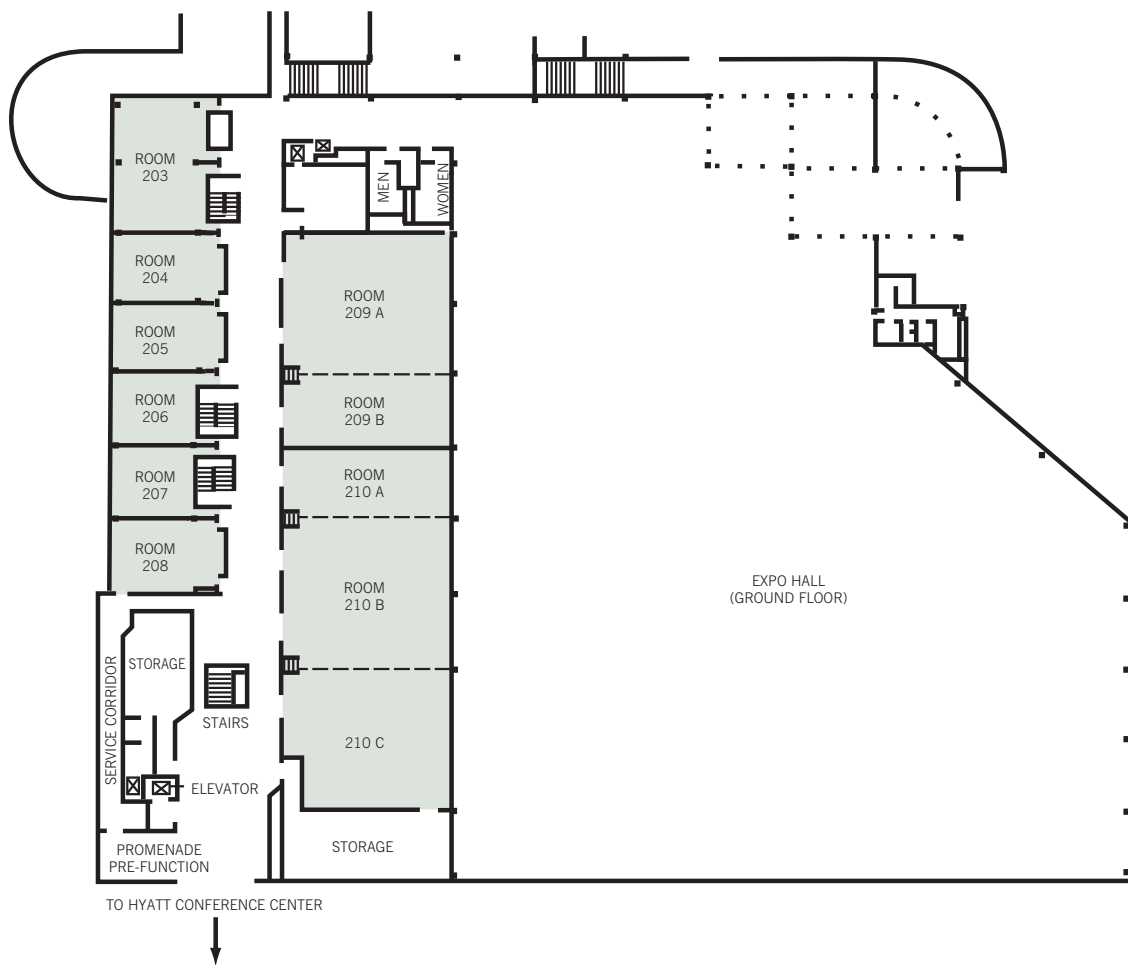 ROOM
203
MEN
WOMEN
ROOM
204
ROOM
209 A
ROOM
205
ROOM
206
ROOM
209 B
ROOM
207
ROOM
210 A
ROOM
208
ROOM
210 B
EXPO HALL
(GROUND FLOOR)
STORAGE
SERVICE CORRIDOR
STAIRS
210 C
ELEVATOR
PROMENADE
PRE-FUNCTION
STORAGE
TO HYATT CONFERENCE CENTER